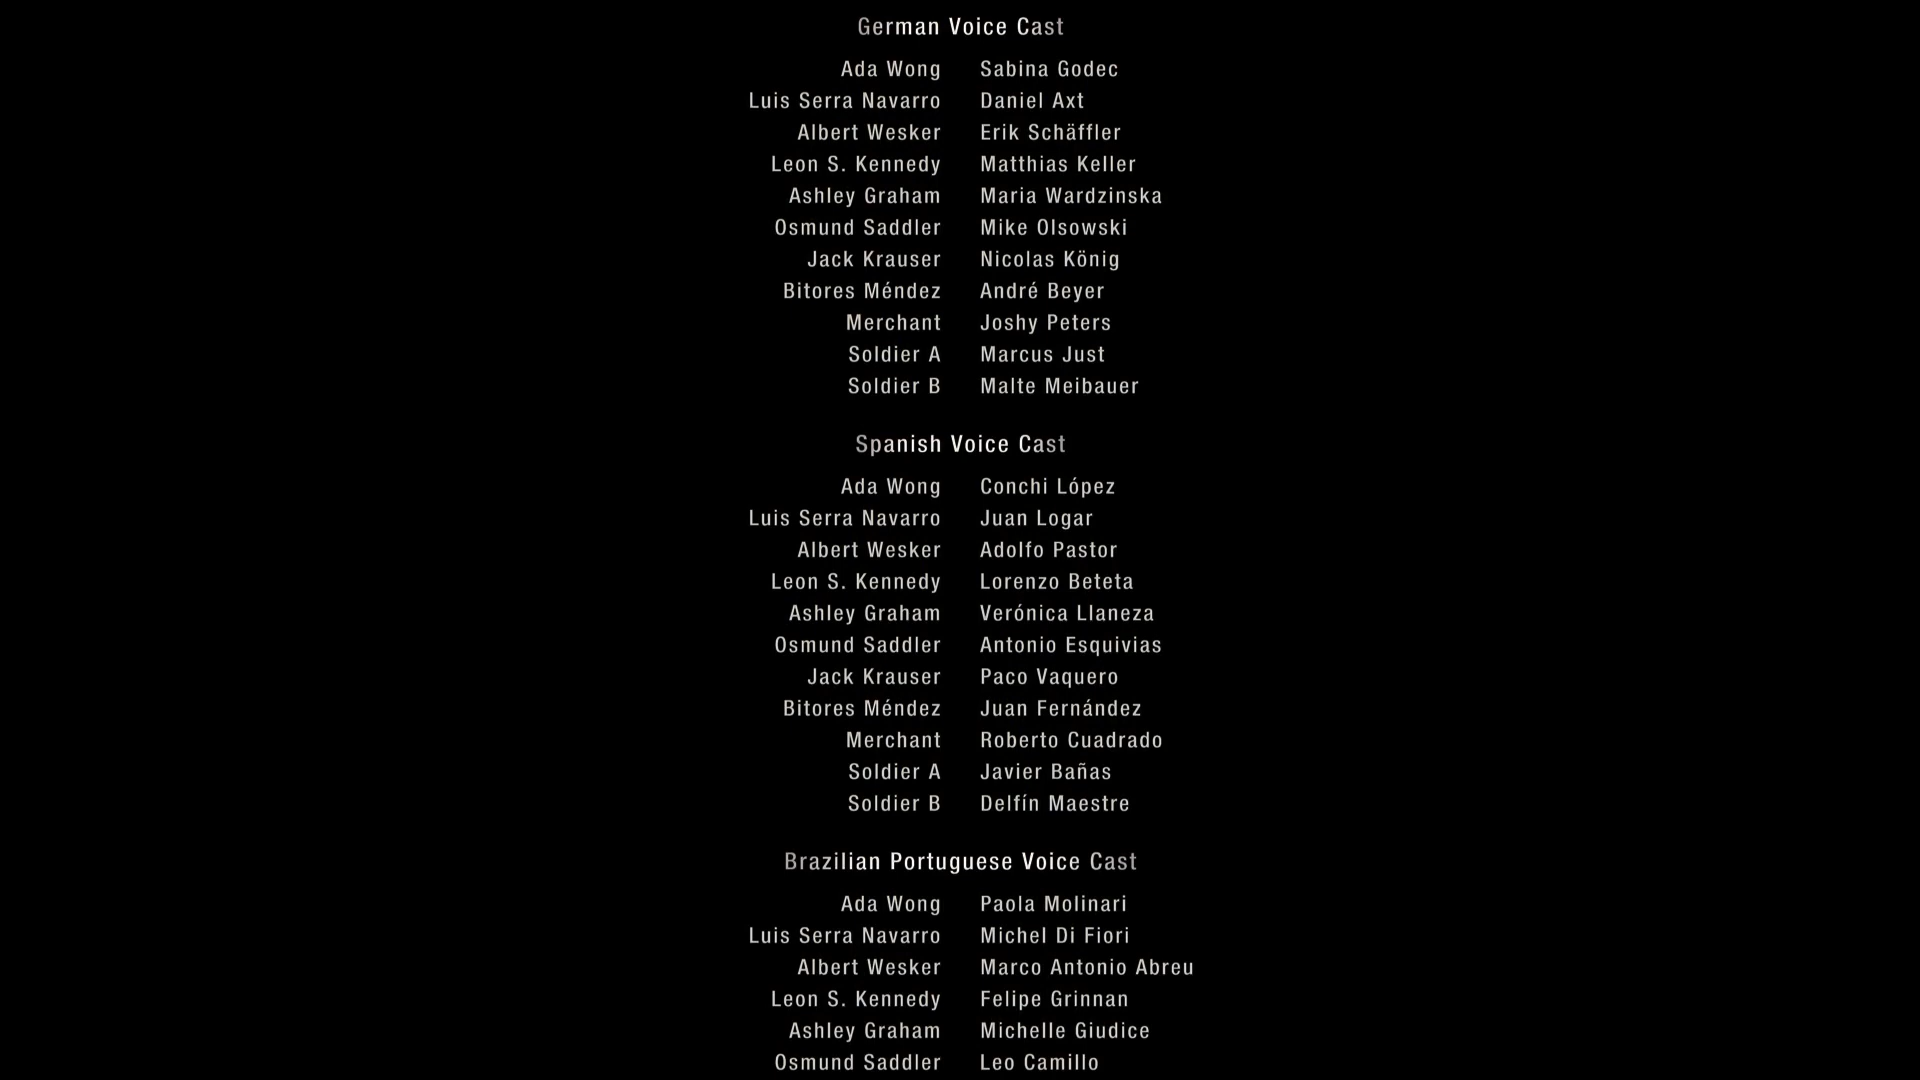 German Voice Cast
Ada Wong Sabina Godec
Luis Serra Navarro Daniel Axt
Albert Wesker Erik Schäffler
Leon S. Kennedy Matthias Keller
Ashley Graham Maria Wardzinska
Osmund Saddler Mike Olsowski
Jack Krauser Nicolas König
Bitores Méndez André Beyer
Merchant Joshy Peters
Soldier A Marcus Just
Soldier B Malte Meibauer
Spanish Voice Cast
Ada Wong Conchi López
Luis Serra Navarro Juan Logar
Albert Wesker Adolfo Pastor
Leon S. Kennedy Lorenzo Beteta
Ashley Graham Verónica Llaneza
Osmund Saddler Antonio Esquivias
Jack Krauser Paco Vaquero
Bitores Méndez Juan Fernández
Merchant Roberto Cuadrado
Soldier A Javier Bañas
Soldier B Delfín Maestre
Brazilian Portuguese Voice Cast
Ada Wong Paola Molinari
Luis Serra Navarro Michel Di Fiori
Albert Wesker Marco Antonio Abreu
Leon S. Kennedy Felipe Grinnan
Ashley Graham Michelle Giudice
Osmund Saddler Leo Camillo